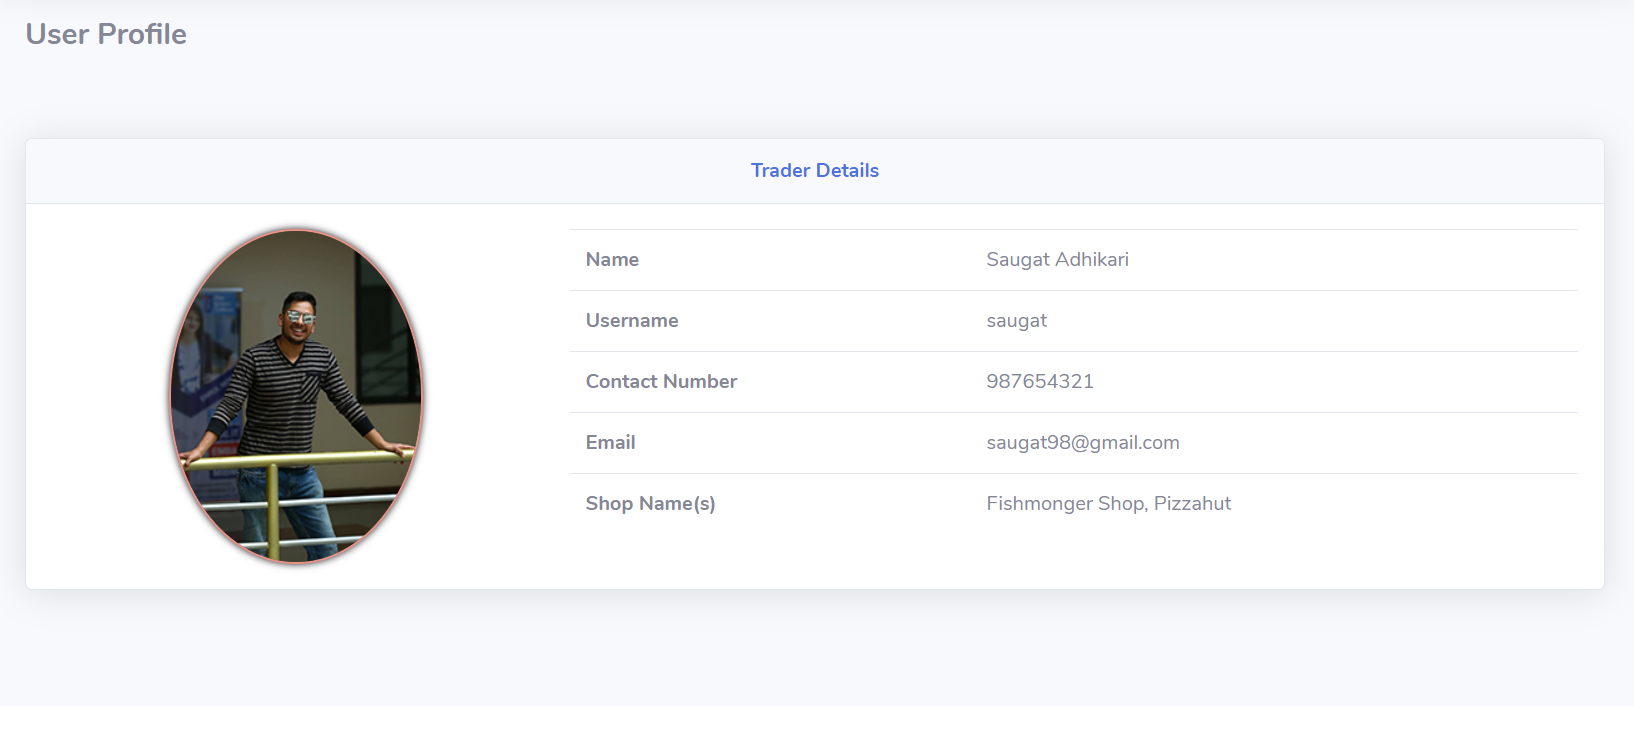 User Profile
Trader Details
Name Saugat Adhikari
Username saugat
Contact Number 987654321
Email saugat98@gmail.com
Shop Name(s) Fishmonger Shop, Pizzahut